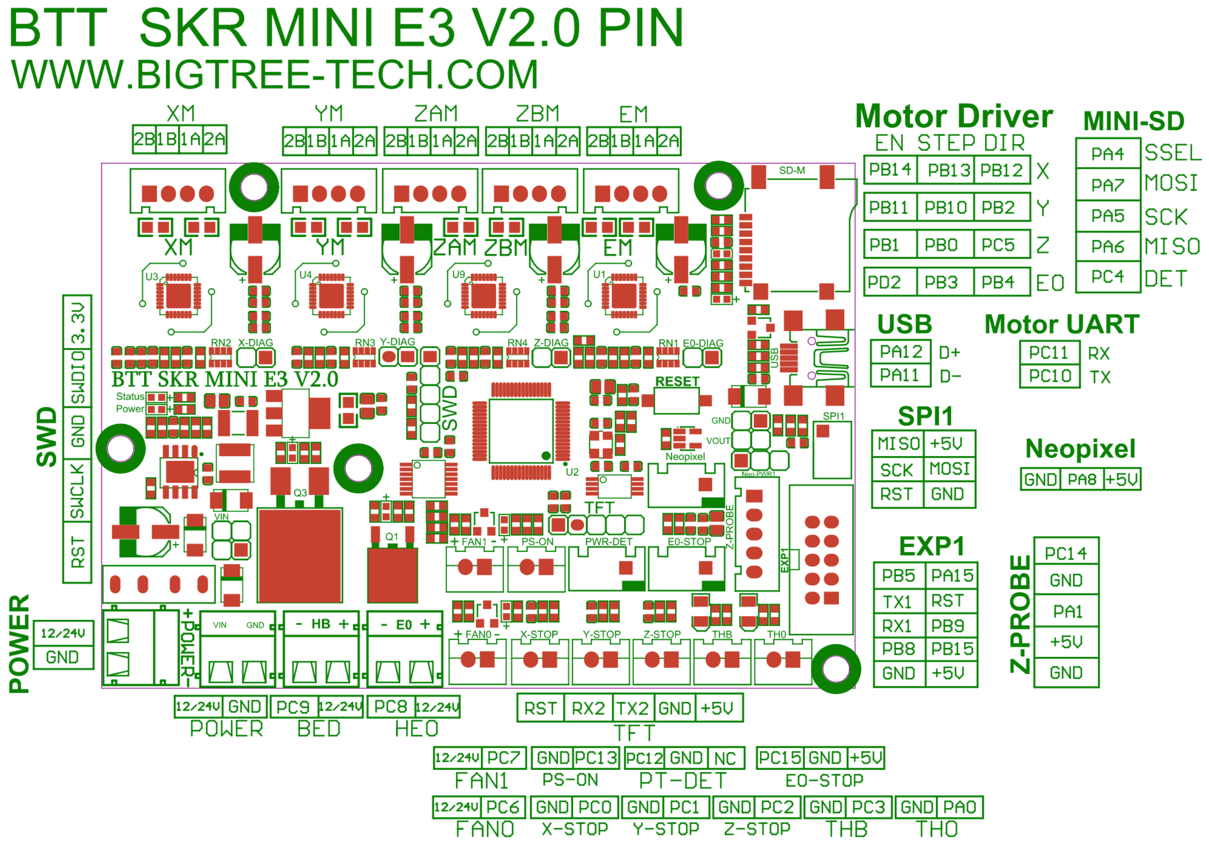 BTT SKR MINI E3 V2.0 PIN
WWW.BIGTREE-TECH.COM
XM YM ZAM ZBM EM
2B 1B 1A 2A 2B 1B 1A 2A 2B 1B 1A 2A 2B 1B 1A 2A 2B 1B 1A 2A
SD-M
XM YM ZAM ZBM EM
U3 U4 U9 U1
RN2 X-DIAG RN3 Y-DIAG RN4 Z-DIAG RN1 E0-DIAG
USB
BTT SKR MINI E3 V2.0
Status
Power
SWD
RESET
GND
VOUT
SPI1
Neopixel
Neo-PWR1
U2
Q3
VIN
Q1
TFT
FAN1 PS-ON PWR-DET E0-STOP
Z-PROBE
EXP1
+POWER-
VIN GND
- HB +
- E0 +
+ FAN0 - X-STOP Y-STOP Z-STOP THB TH0
SWD
3.3V
SWDIO
GND
SWCLK
RST
POWER
12/24V
GND
12/24V GND
POWER
PC9 12/24V
BED
PC8 12/24V
HE0
RST RX2 TX2 GND +5V
TFT
12/24V PC7
FAN1
GND PC13
PS-ON
PC12 GND NC
PT-DET
PC15 GND +5V
E0-STOP
12/24V PC6
FAN0
GND PC0
X-STOP
GND PC1
Y-STOP
GND PC2
Z-STOP
GND PC3
THB
GND PA0
TH0
Motor Driver
EN STEP DIR
PB14 PB13 PB12 X
PB11 PB10 PB2 Y
PB1 PB0 PC5 Z
PD2 PB3 PB4 E0
MINI-SD
PA4 SSEL
PA7 MOSI
PA5 SCK
PA6 MISO
PC4 DET
USB
PA12 D+
PA11 D-
Motor UART
PC11 RX
PC10 TX
SPI1
MISO +5V
SCK MOSI
RST GND
Neopixel
GND PA8 +5V
EXP1
PB5 PA15
TX1 RST
RX1 PB9
PB8 PB15
GND +5V
Z-PROBE
PC14
GND
PA1
+5V
GND